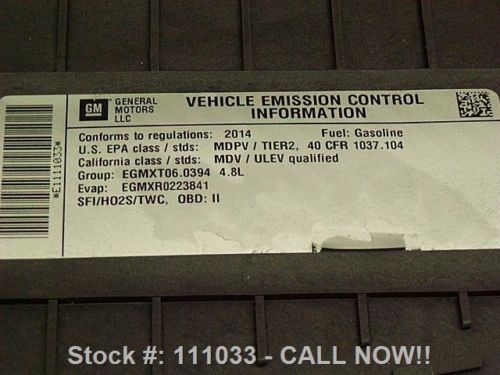 GM
GENERAL
MOTORS
LLC
VEHICLE EMISSION CONTROL
INFORMATION
Conforms to regulations: 2014 Fuel: Gasoline
U.S. EPA class / stds: MDPV / TIER2, 40 CFR 1037.104
California class / stds: MDV / ULEV qualified
Group: EGMXT06.0394 4.8L
Evap: EGMXR0223841
SFI/HO2S/TWC, OBD: II
*E1111033*
Stock #: 111033 - CALL NOW!!